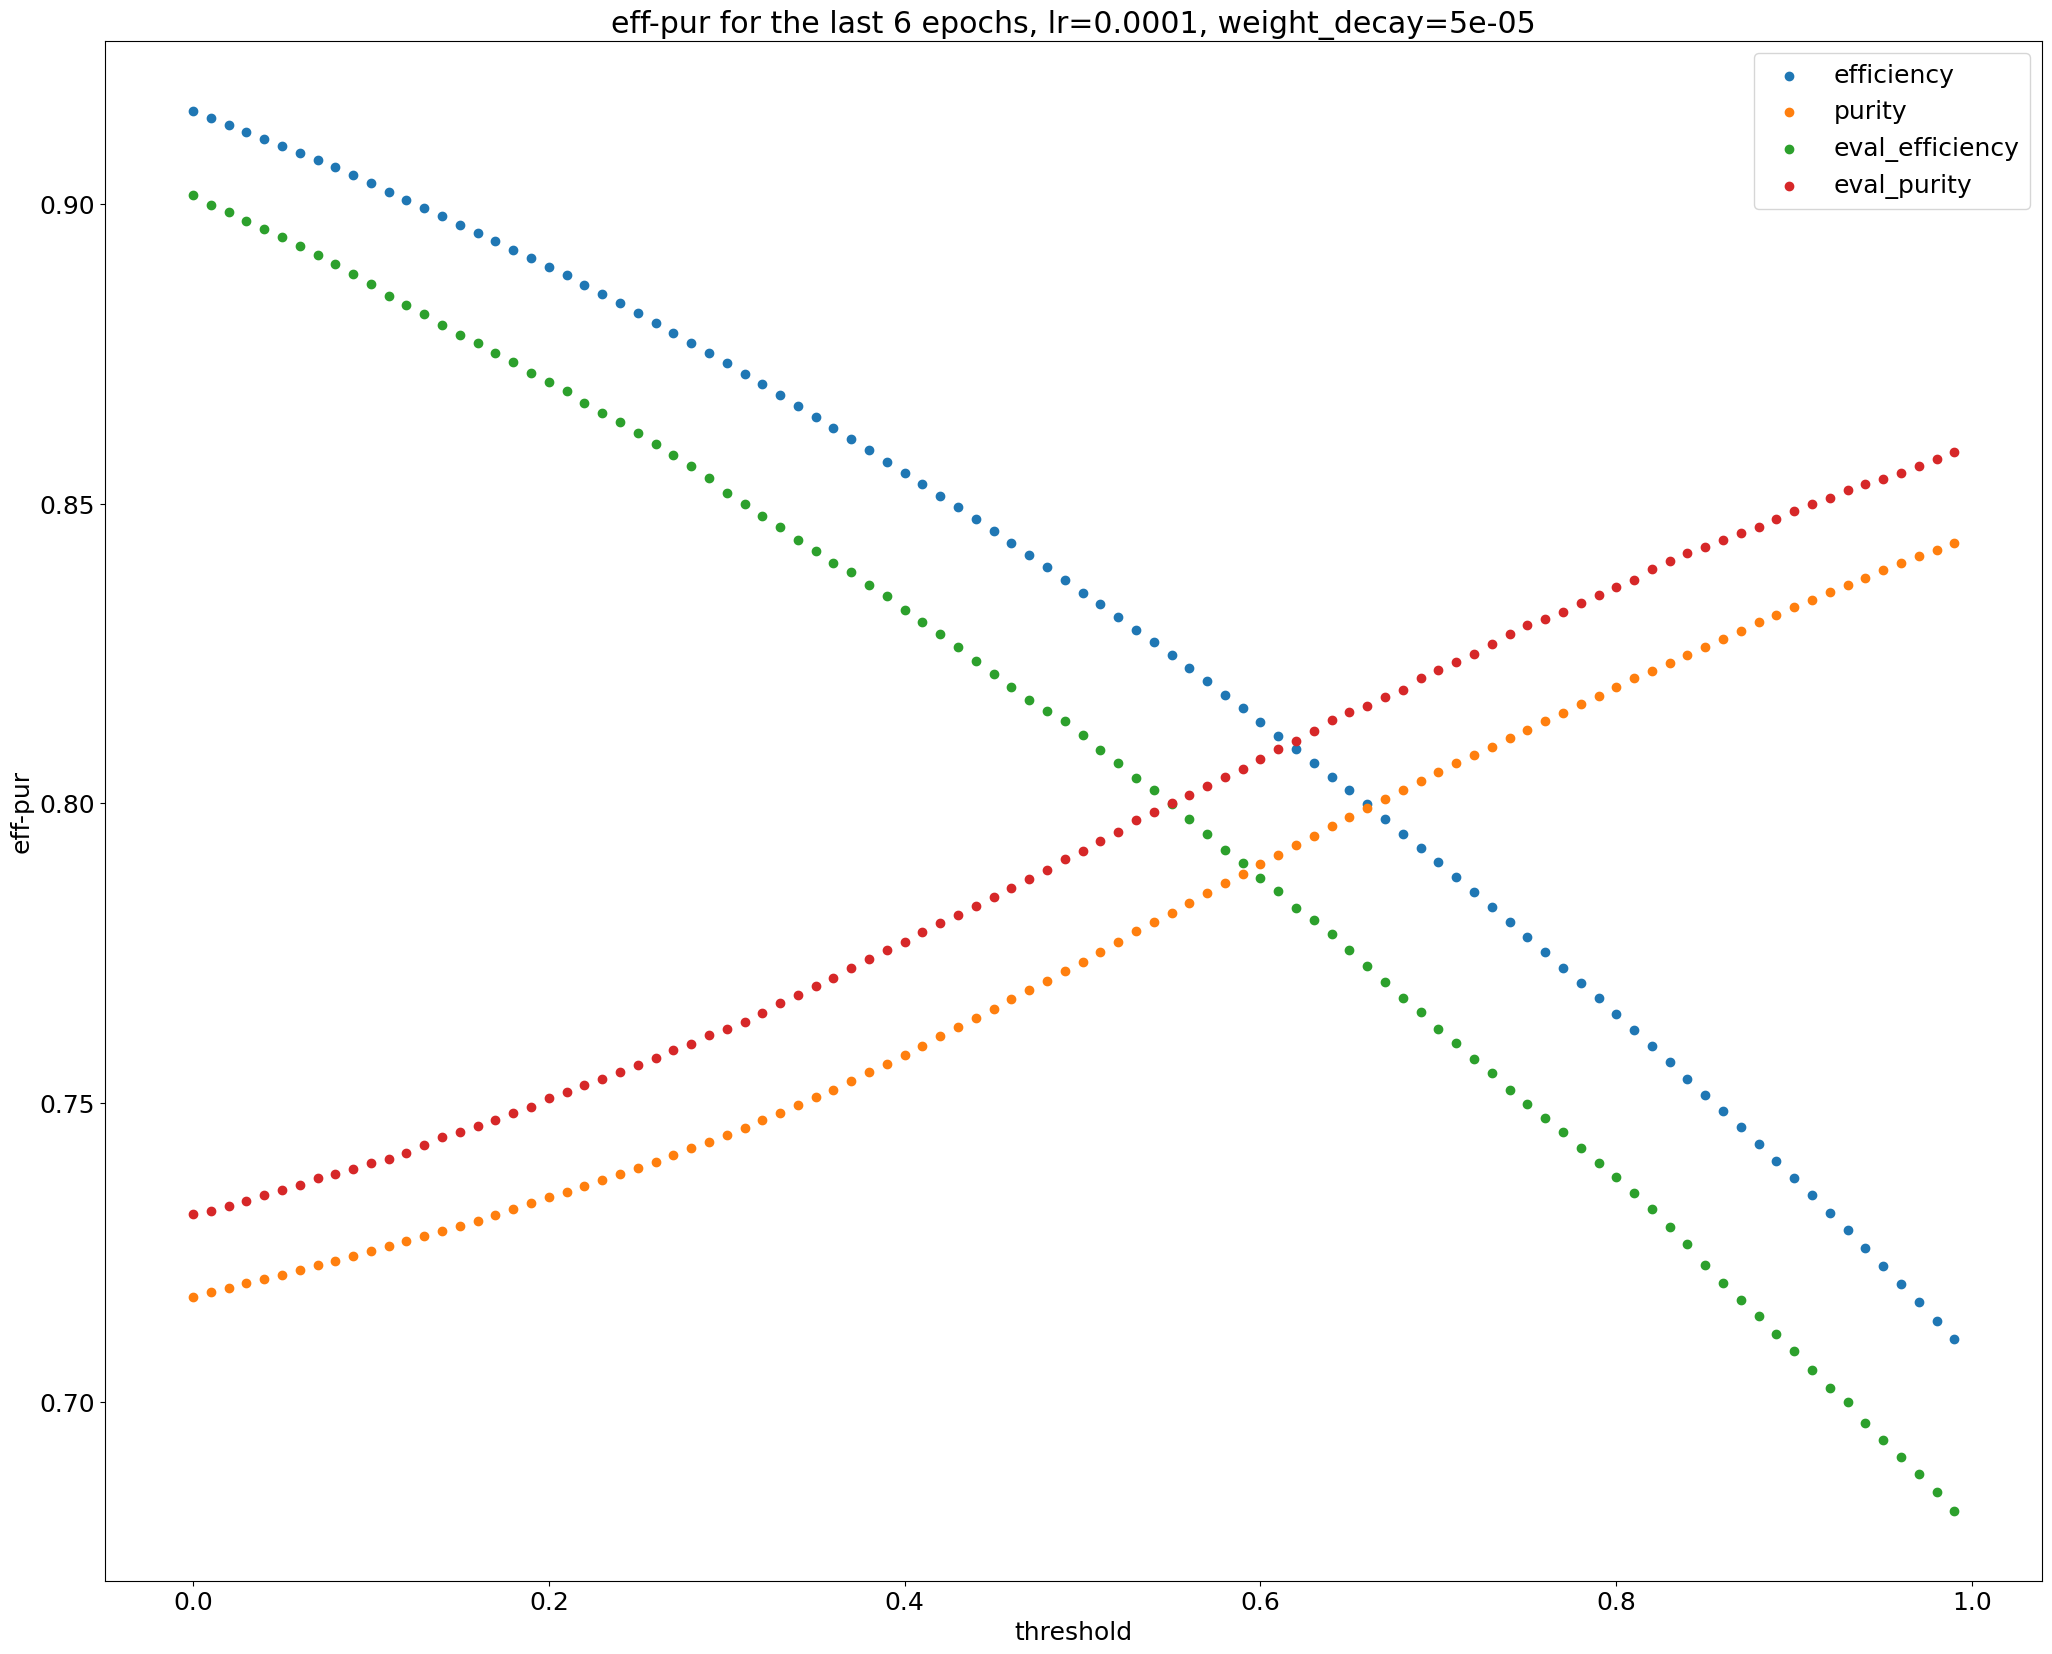 eff-pur for the last 6 epochs, lr=0.0001, weight_decay=5e-05
efficiency
purity
eval_efficiency
eval_purity
0.90
0.85
0.80
0.75
0.70
eff-pur
0.0 0.2 0.4 0.6 0.8 1.0
threshold